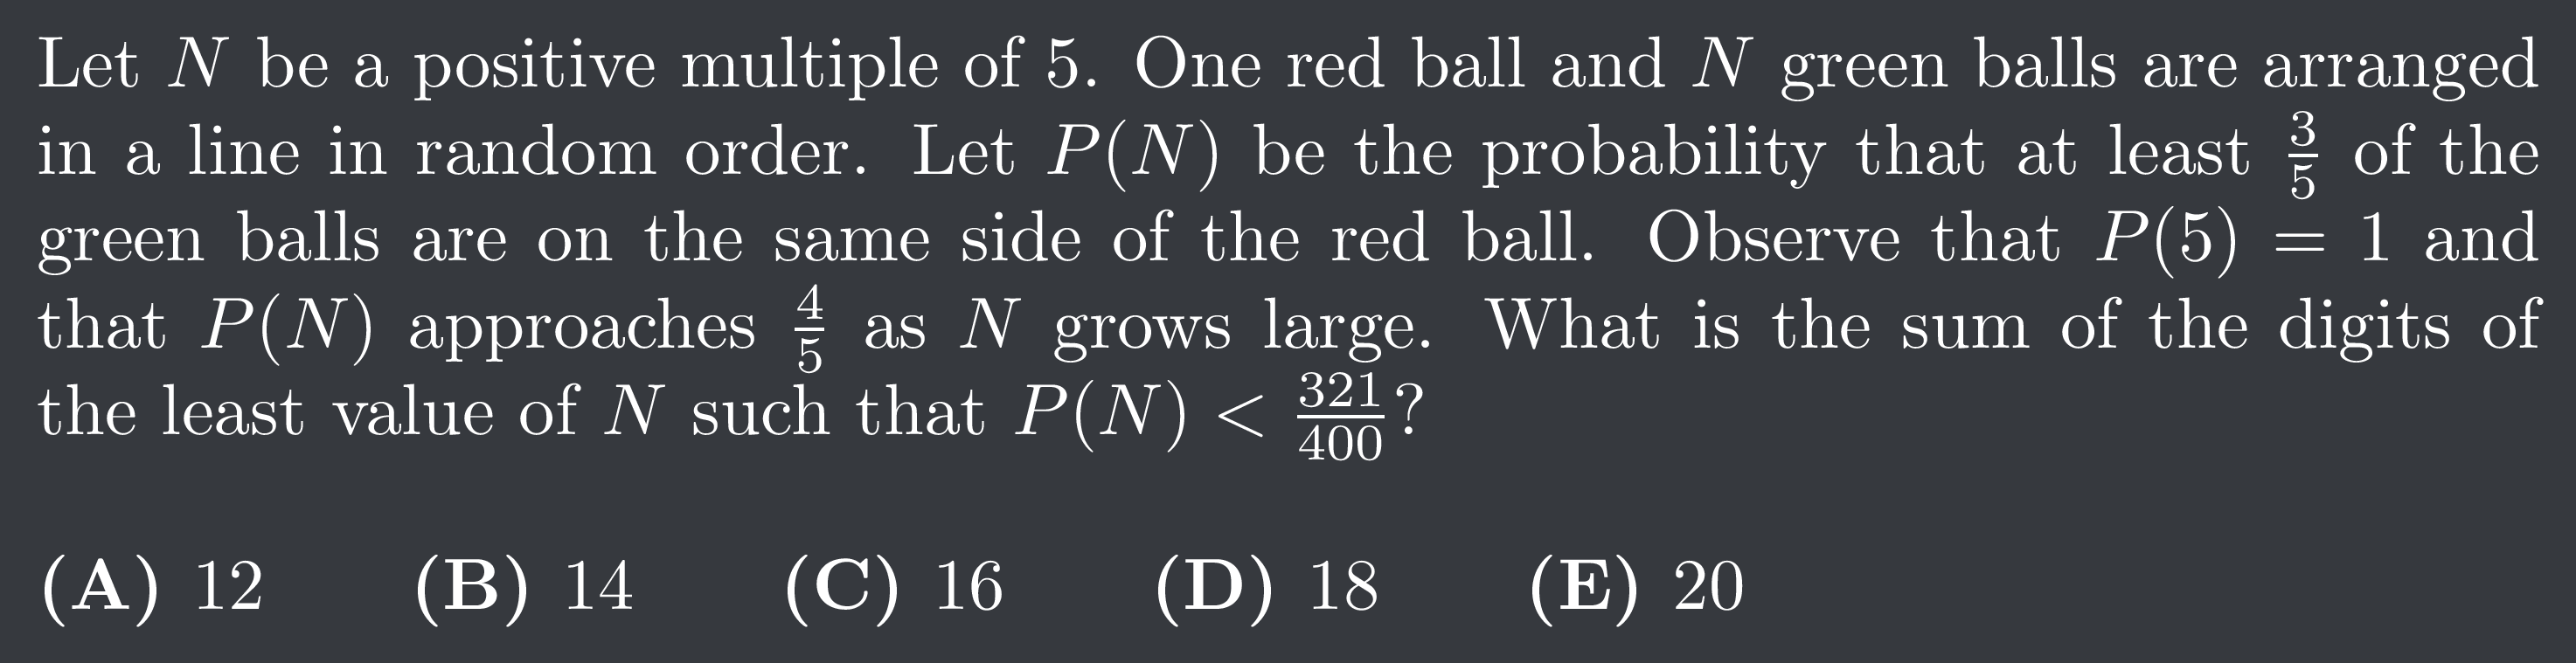 Let N be a positive multiple of 5. One red ball and N green balls are arranged
in a line in random order. Let P(N) be the probability that at least 3/5 of the
green balls are on the same side of the red ball. Observe that P(5) = 1 and
that P(N) approaches 4/5 as N grows large. What is the sum of the digits of
the least value of N such that P(N) < 321/400?
(A) 12 (B) 14 (C) 16 (D) 18 (E) 20